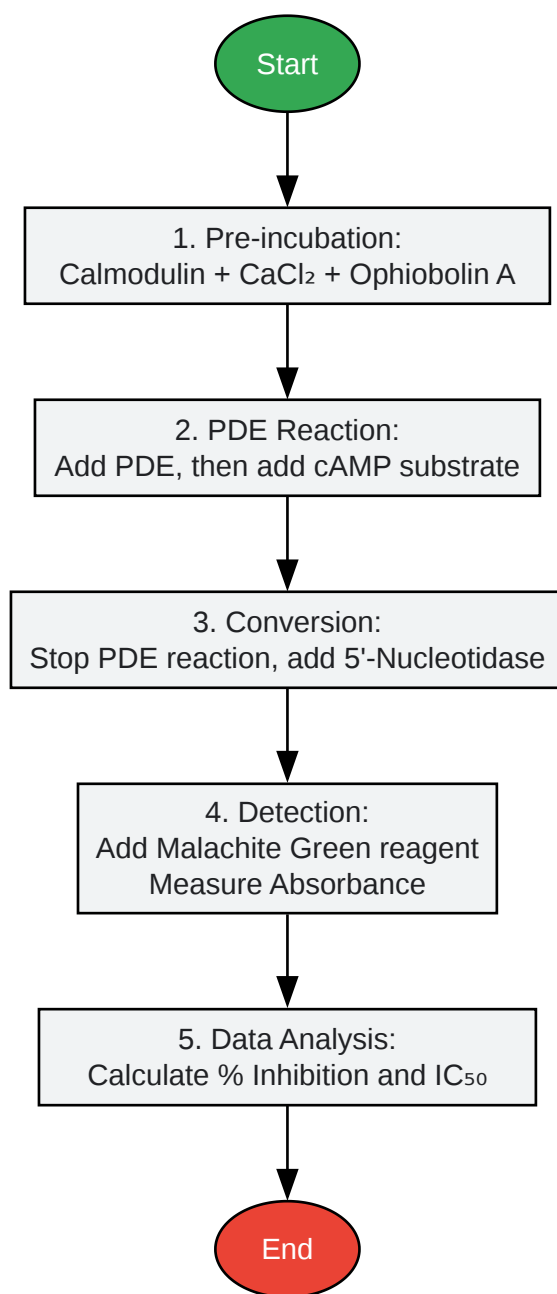 Start
1. Pre-incubation:
Calmodulin + CaCl₂ + Ophiobolin A
2. PDE Reaction:
Add PDE, then add cAMP substrate
3. Conversion:
Stop PDE reaction, add 5'-Nucleotidase
4. Detection:
Add Malachite Green reagent
Measure Absorbance
5. Data Analysis:
Calculate % Inhibition and IC₅₀
End